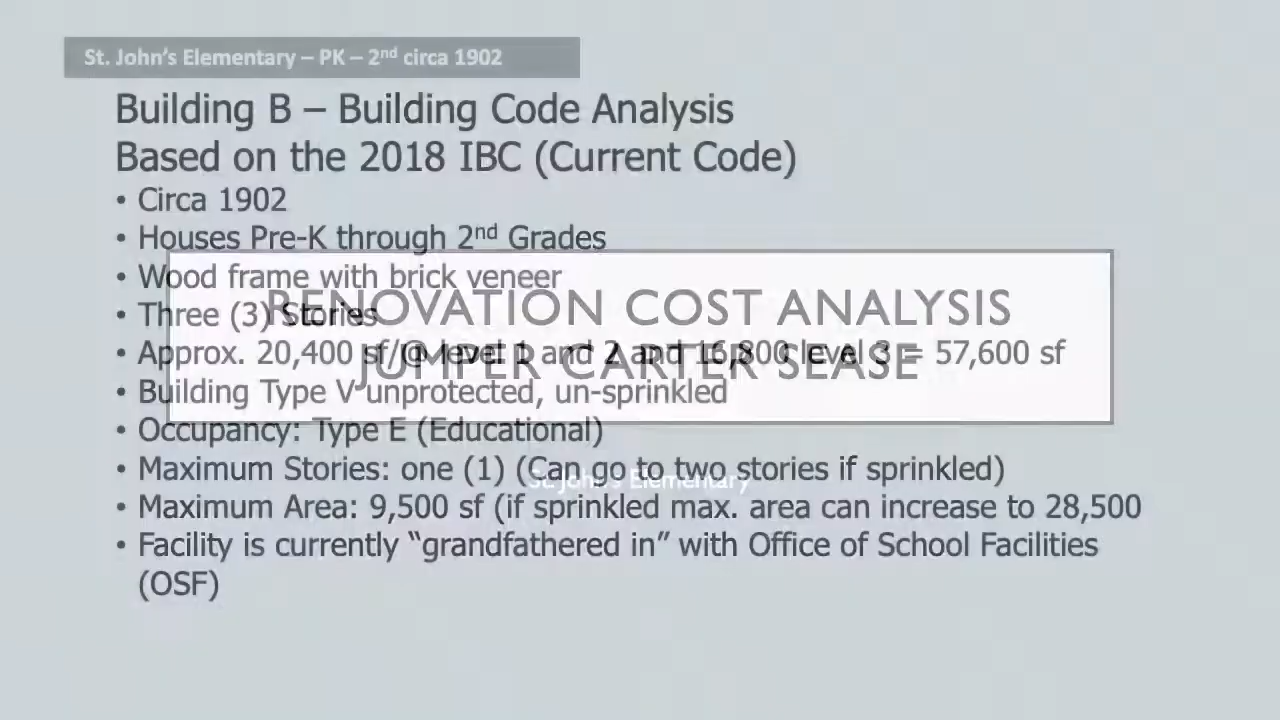 St. John's Elementary – PK – 2nd circa 1902
Building B – Building Code Analysis
Based on the 2018 IBC (Current Code)
• Circa 1902
• Houses Pre-K through 2nd Grades
• Wood frame with brick veneer
• Three (3) Stories
• Approx. 20,400 sf/@ level 1 and 2 and 16,800 level 3 = 57,600 sf
• Building Type V unprotected, un-sprinkled
• Occupancy: Type E (Educational)
• Maximum Stories: one (1) (Can go to two stories if sprinkled)
• Maximum Area: 9,500 sf (if sprinkled max. area can increase to 28,500
• Facility is currently “grandfathered in” with Office of School Facilities
(OSF)
RENOVATION COST ANALYSIS
JUMPER CARTER SEASE
St. John's Elementary